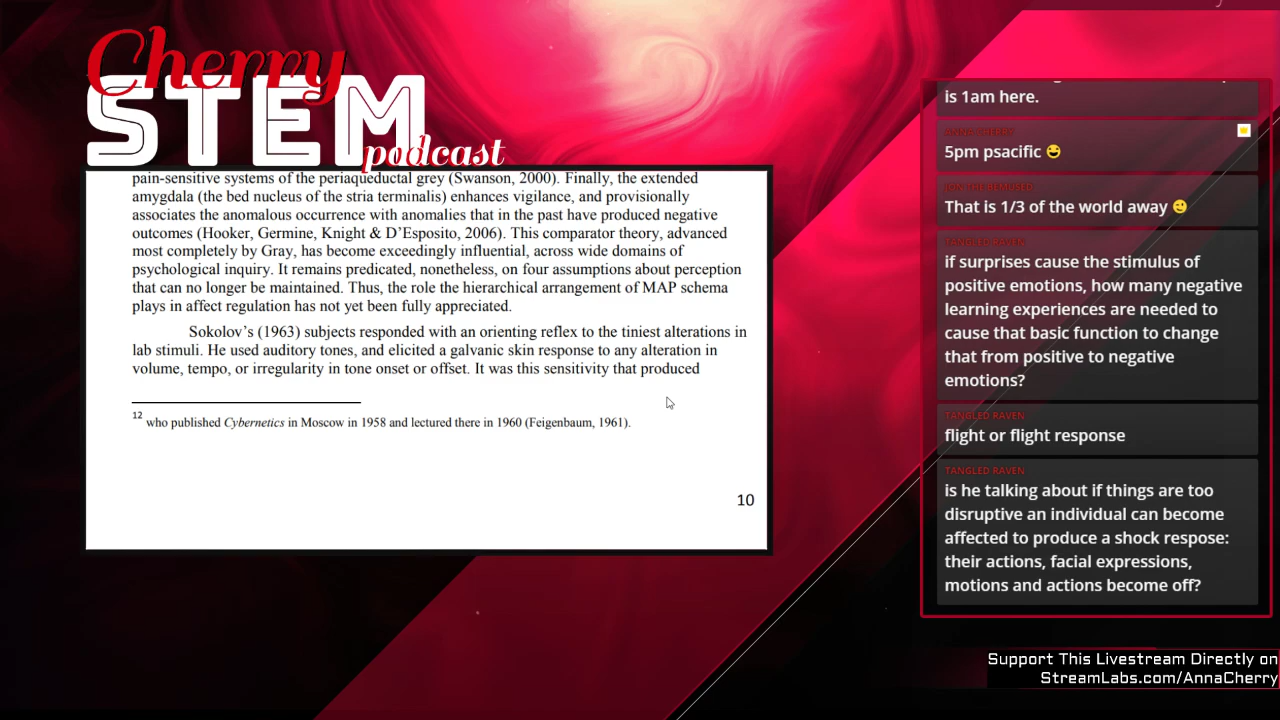 Cherry
STEM
podcast
pain-sensitive systems of the periaqueductal grey (Swanson, 2000). Finally, the extended
amygdala (the bed nucleus of the stria terminalis) enhances vigilance, and provisionally
associates the anomalous occurrence with anomalies that in the past have produced negative
outcomes (Hooker, Germine, Knight & D’Esposito, 2006). This comparator theory, advanced
most completely by Gray, has become exceedingly influential, across wide domains of
psychological inquiry. It remains predicated, nonetheless, on four assumptions about perception
that can no longer be maintained. Thus, the role the hierarchical arrangement of MAP schema
plays in affect regulation has not yet been fully appreciated.
Sokolov’s (1963) subjects responded with an orienting reflex to the tiniest alterations in
lab stimuli. He used auditory tones, and elicited a galvanic skin response to any alteration in
volume, tempo, or irregularity in tone onset or offset. It was this sensitivity that produced
12 who published Cybernetics in Moscow in 1958 and lectured there in 1960 (Feigenbaum, 1961).
10
is 1am here.
ANNA CHERRY
5pm psacific 😄
ION THE BEMUSED
That is 1/3 of the world away 🙂
TANGLED RAVEN
if surprises cause the stimulus of
positive emotions, how many negative
learning experiences are needed to
cause that basic function to change
that from positive to negative
emotions?
TANGLED RAVEN
flight or flight response
TANGLED RAVEN
is he talking about if things are too
disruptive an individual can become
affected to produce a shock respose:
their actions, facial expressions,
motions and actions become off?
Support This Livestream Directly on
StreamLabs.com/AnnaCherry